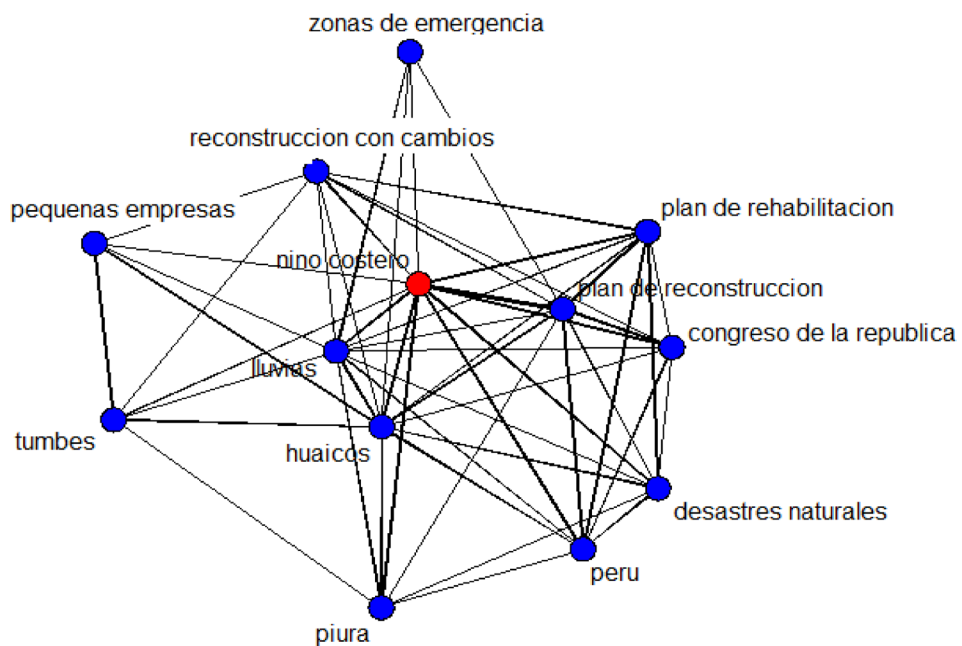 zonas de emergencia
reconstruccion con cambios
pequenas empresas
plan de rehabilitacion
nino costero
plan de reconstruccion
congreso de la republica
lluvias
tumbes
huaicos
desastres naturales
peru
piura